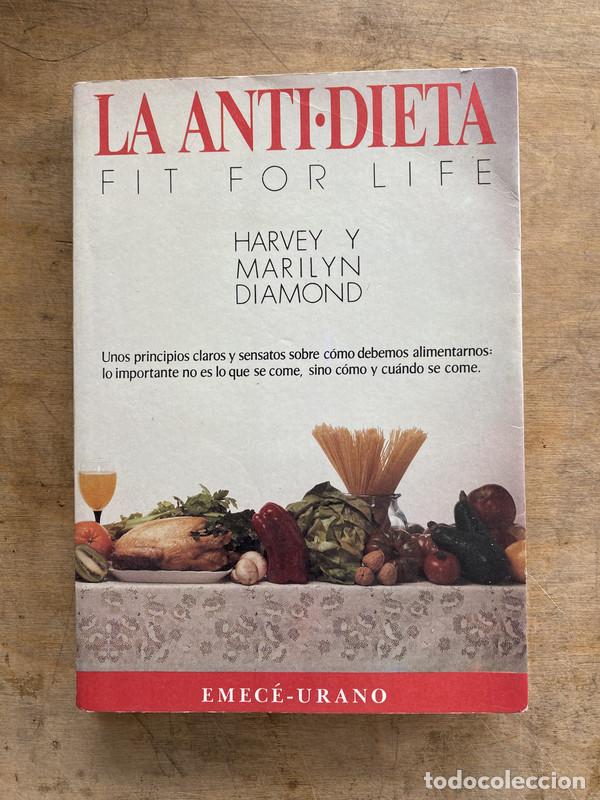 LA ANTI·DIETA
FIT FOR LIFE
HARVEY Y
MARILYN
DIAMOND
Unos principios claros y sensatos sobre cómo debemos alimentarnos:
lo importante no es lo que se come, sino cómo y cuándo se come.
EMECÉ-URANO
todocoleccion